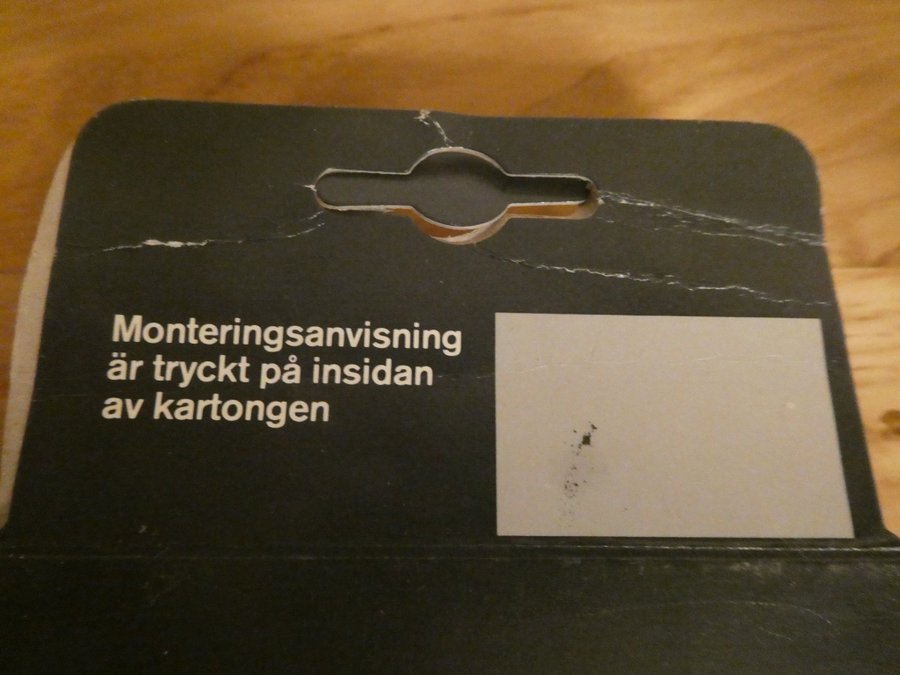 Monteringsanvisning
är tryckt på insidan
av kartongen